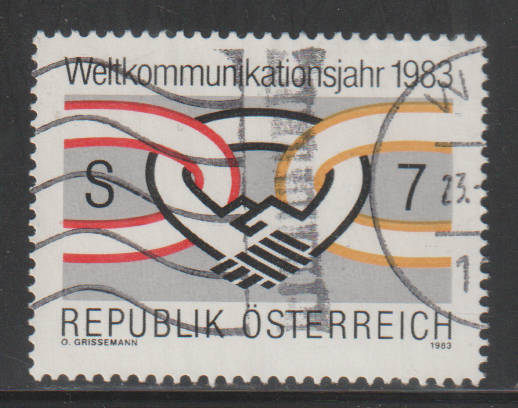 Weltkommunikationsjahr 1983
S 7
REPUBLIK ÖSTERREICH
O. GRISSEMANN 1983
23.
1
W